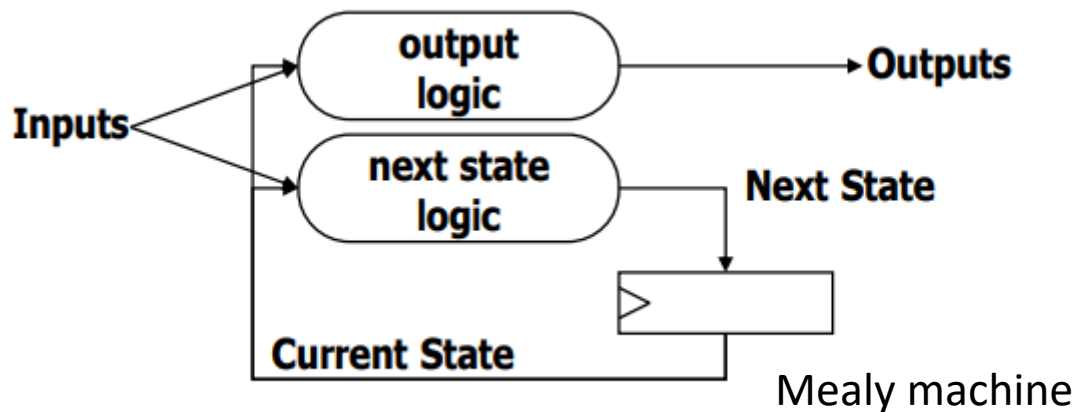 output
logic
Outputs
Inputs
next state
logic
Next State
Current State
Mealy machine